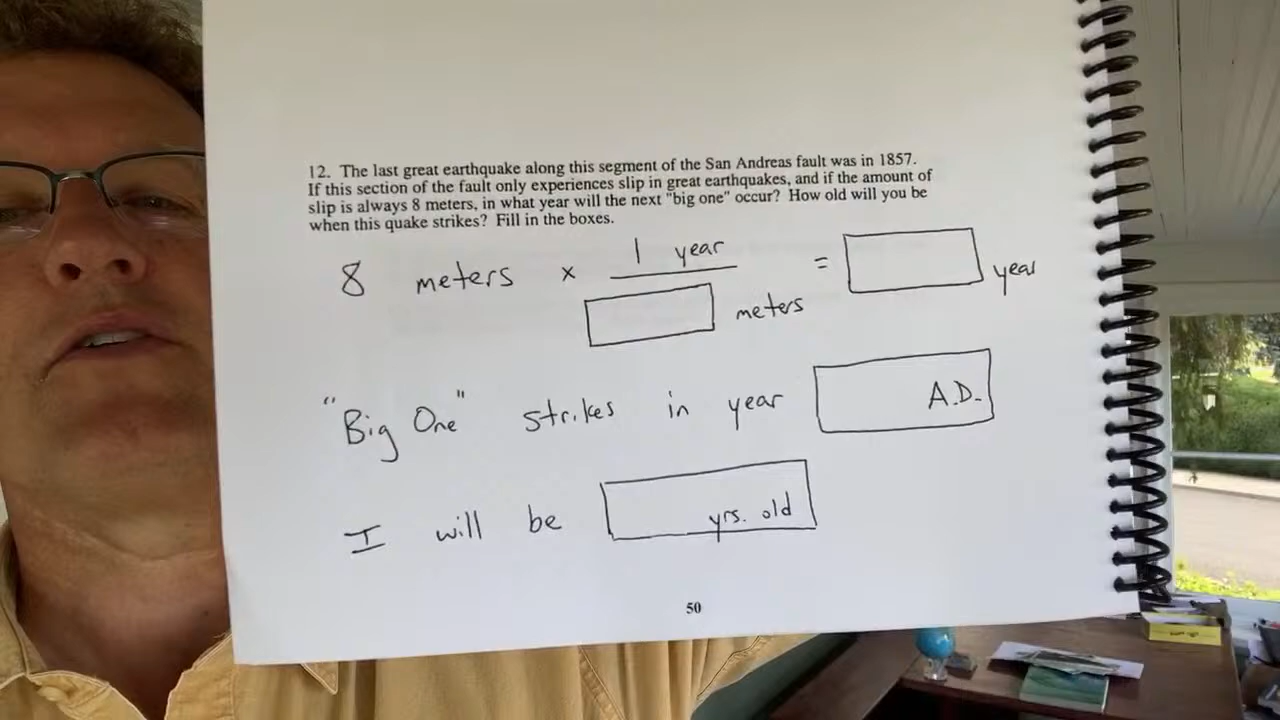 12. The last great earthquake along this segment of the San Andreas fault was in 1857.
If this section of the fault only experiences slip in great earthquakes, and if the amount of
slip is always 8 meters, in what year will the next "big one" occur? How old will you be
when this quake strikes? Fill in the boxes.
8 meters x 1 year = year
meters
"Big One" strikes in year A.D.
I will be yrs. old
50